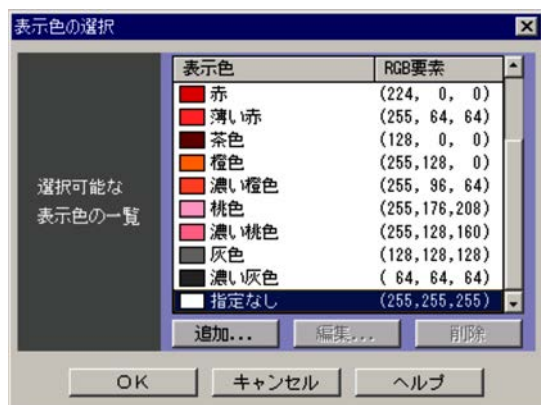 表示色の選択
表示色 RGB要素
赤 (224, 0, 0)
薄い赤 (255, 64, 64)
茶色 (128, 0, 0)
橙色 (255,128, 0)
濃い橙色 (255, 96, 64)
桃色 (255,176,208)
濃い桃色 (255,128,160)
灰色 (128,128,128)
濃い灰色 ( 64, 64, 64)
指定なし (255,255,255)
選択可能な
表示色の一覧
追加... 編集... 削除
OK キャンセル ヘルプ